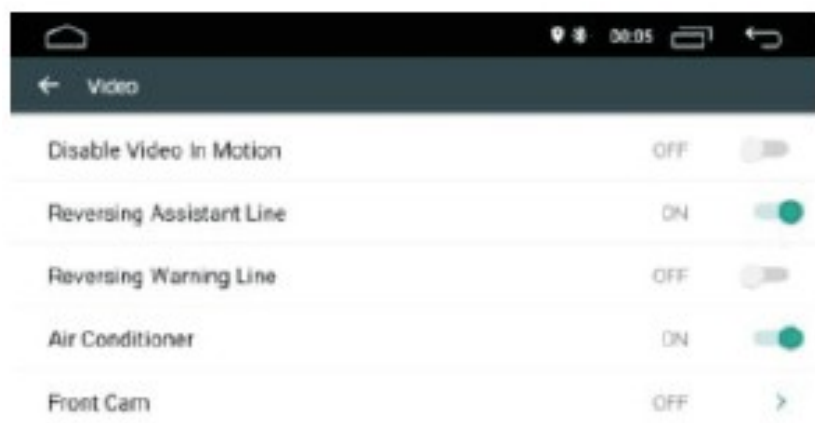 00:05
Video
Disable Video In Motion OFF
Reversing Assistant Line ON
Reversing Warning Line OFF
Air Conditioner ON
Front Cam OFF